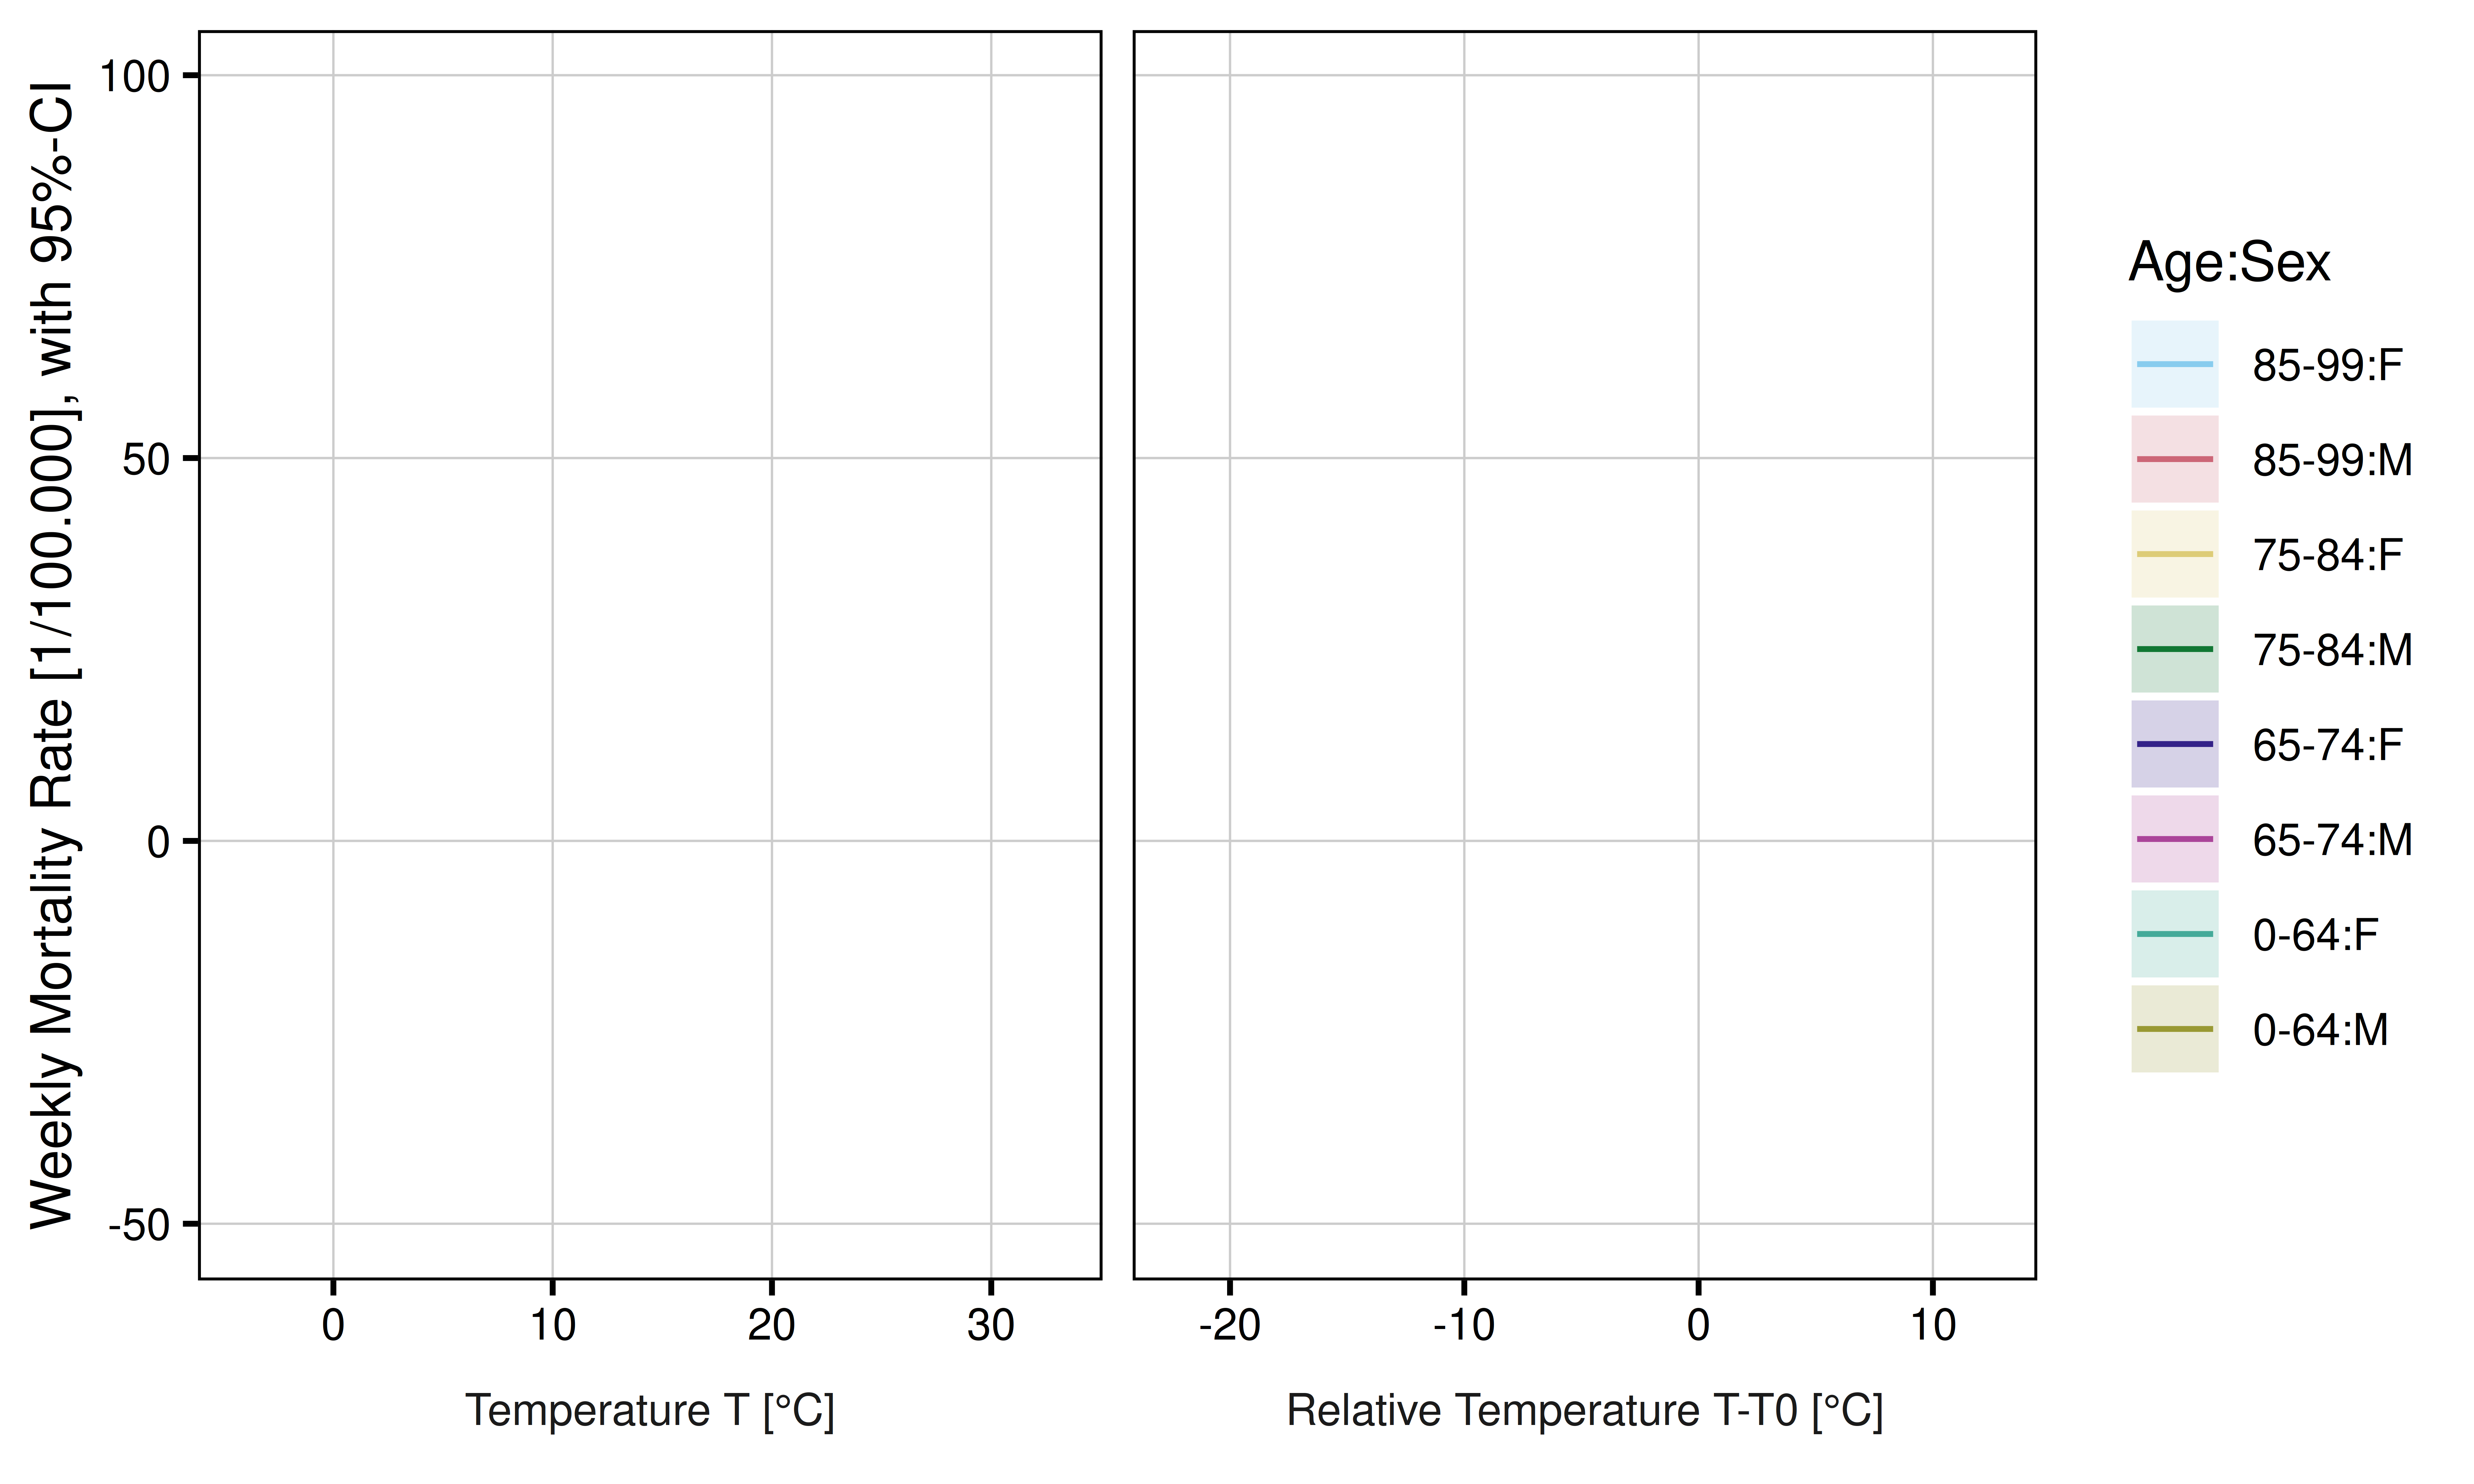 Weekly Mortality Rate [1/100.000], with 95%-CI
100
50
0
-50
0 10 20 30
Temperature T [°C]
-20 -10 0 10
Relative Temperature T-T0 [°C]
Age:Sex
85-99:F
85-99:M
75-84:F
75-84:M
65-74:F
65-74:M
0-64:F
0-64:M